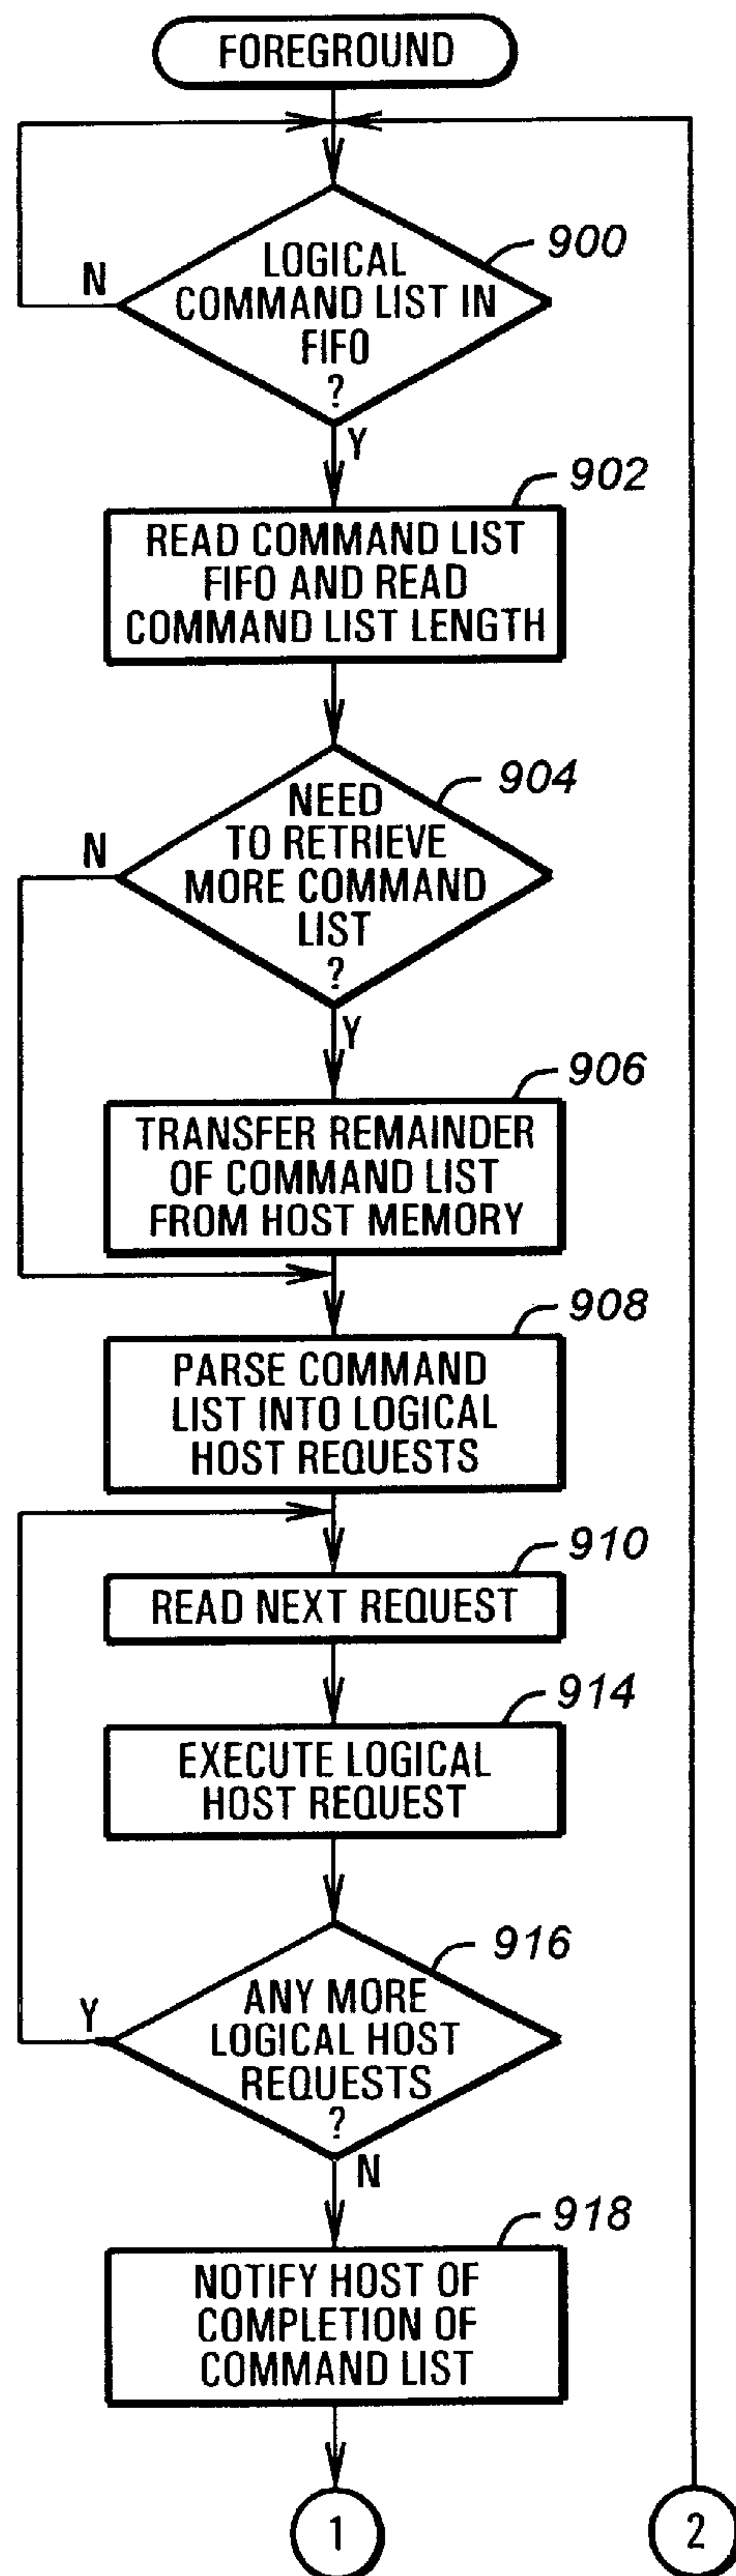 FOREGROUND
900
LOGICAL
COMMAND LIST IN
FIFO
?
N
Y
902
READ COMMAND LIST
FIFO AND READ
COMMAND LIST LENGTH
904
NEED
TO RETRIEVE
MORE COMMAND
LIST
?
N
Y
906
TRANSFER REMAINDER
OF COMMAND LIST
FROM HOST MEMORY
908
PARSE COMMAND
LIST INTO LOGICAL
HOST REQUESTS
910
READ NEXT REQUEST
914
EXECUTE LOGICAL
HOST REQUEST
916
ANY MORE
LOGICAL HOST
REQUESTS
?
Y
N
918
NOTIFY HOST OF
COMPLETION OF
COMMAND LIST
1
2